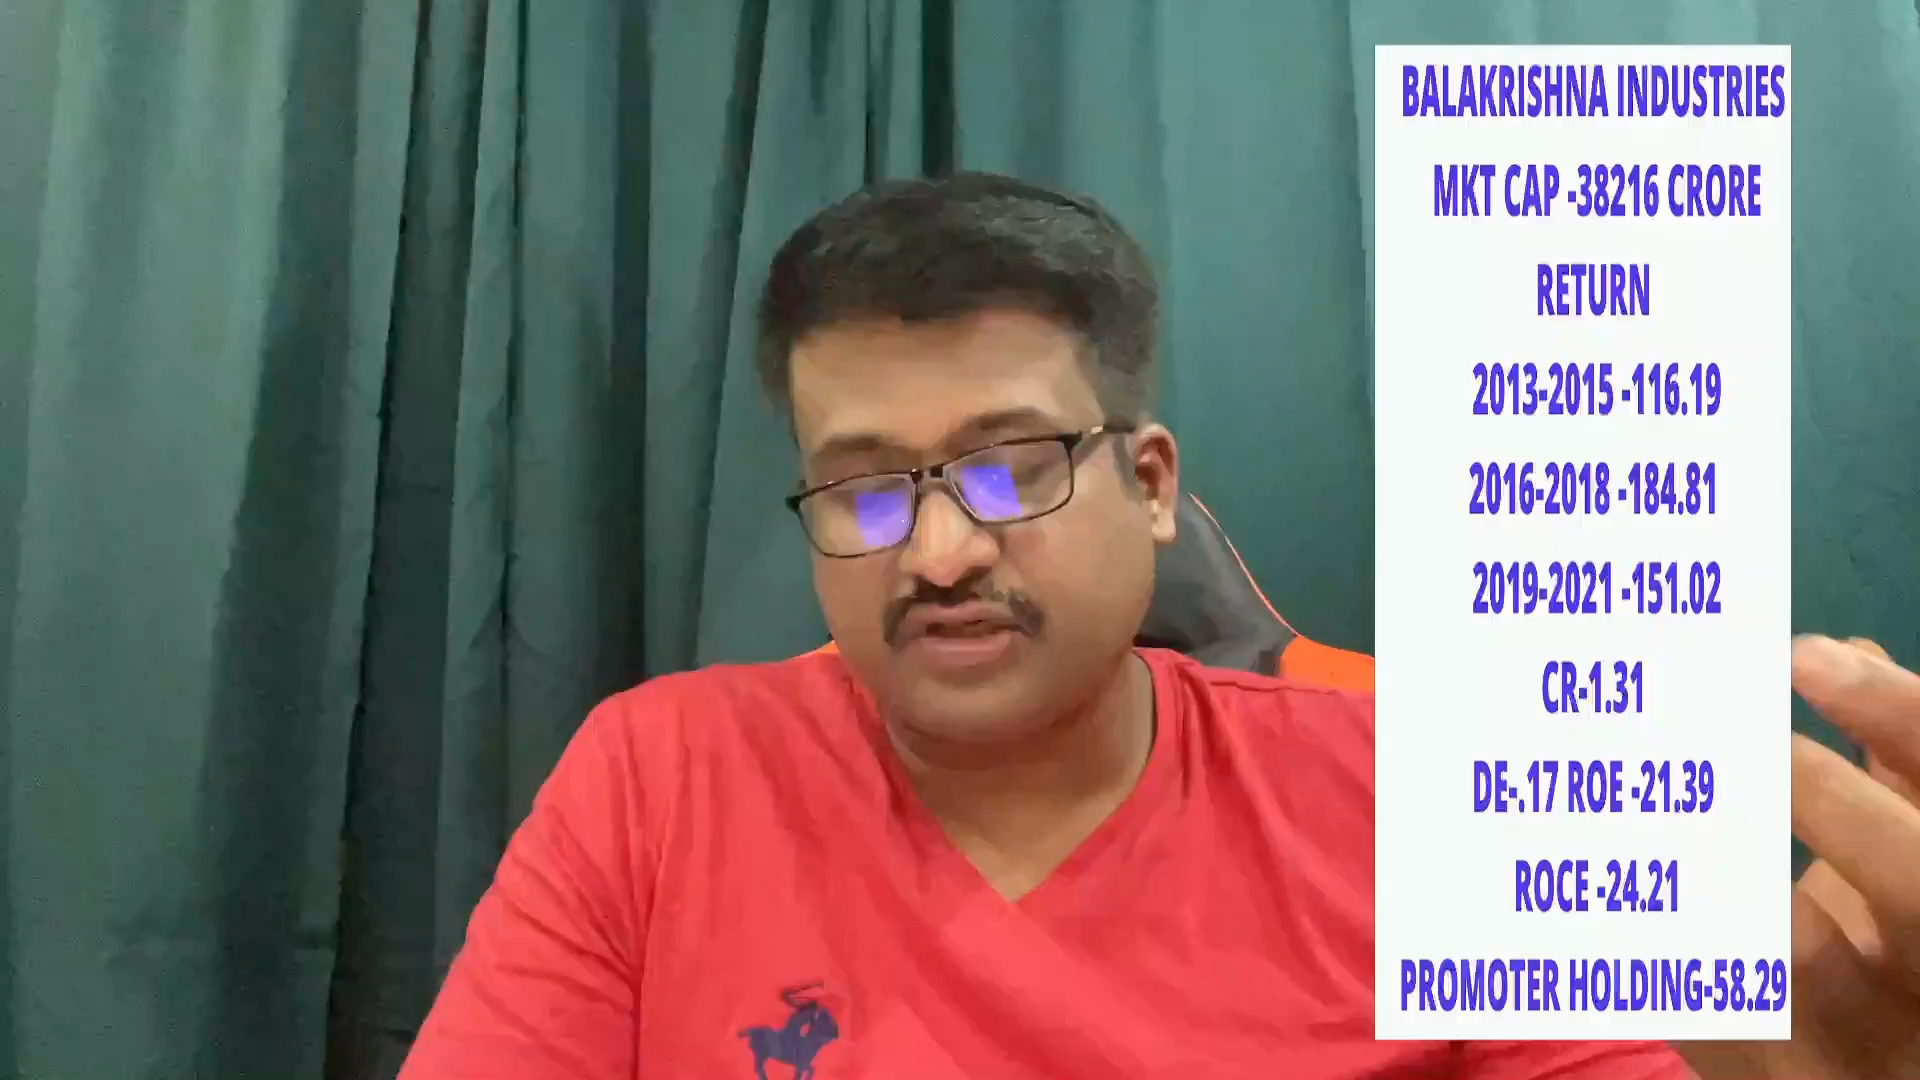 BALAKRISHNA INDUSTRIES
MKT CAP -38216 CRORE
RETURN
2013-2015 -116.19
2016-2018 -184.81
2019-2021 -151.02
CR-1.31
DE-.17 ROE -21.39
ROCE -24.21
PROMOTER HOLDING-58.29